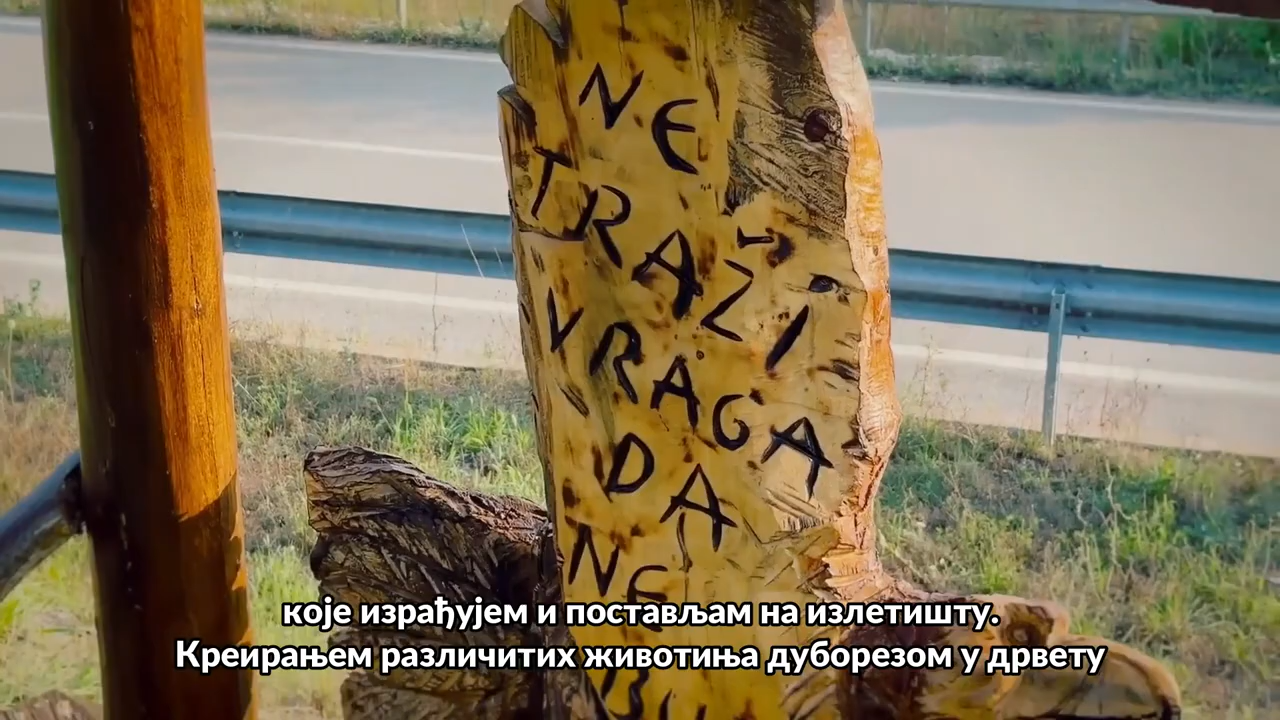 NE
TRAŽI
VRAGA
DA
NE
које израђујем и постављам на излетишту.
Креирањем различитих животиња дуборезом у дрвету